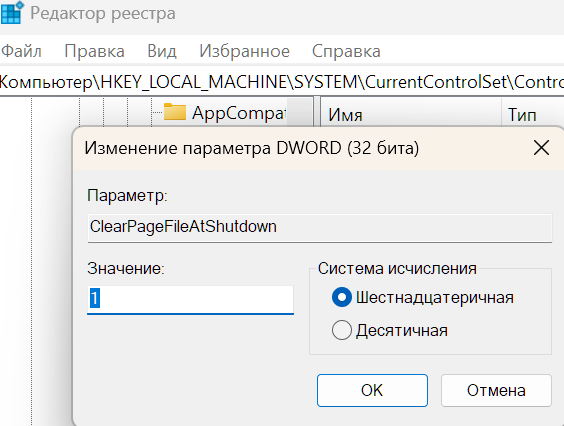 Редактор реестра
Файл Правка Вид Избранное Справка
Компьютер\HKEY_LOCAL_MACHINE\SYSTEM\CurrentControlSet\Contro
AppCompat
Имя Тип
Изменение параметра DWORD (32 бита)
Параметр:
ClearPageFileAtShutdown
Значение:
1
Система исчисления
Шестнадцатеричная
Десятичная
OK Отмена